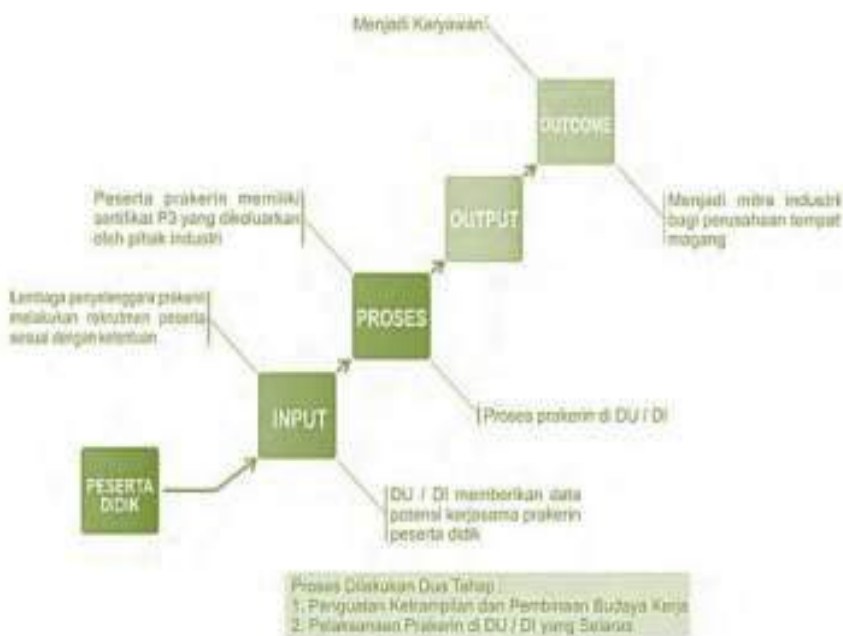 Menjadi Karyawan
OUTCOME
Peserta prakerin memiliki
sertifikat P3 yang dikeluarkan
oleh pihak industri
OUTPUT
Menjadi mitra industri
bagi perusahaan tempat
magang
Lembaga penyelenggara prakerin
melakukan rekrutmen peserta
sesuai dengan ketentuan
PROSES
INPUT
Proses prakerin di DU / DI
PESERTA
DIDIK
DU / DI memberikan data
potensi kerjasama prakerin
peserta didik
Proses Dilakukan Dua Tahap :
1. Penguatan Ketrampilan dan Pembinaan Budaya Kerja
2. Pelaksanaan Prakerin di DU / DI yang Selaras